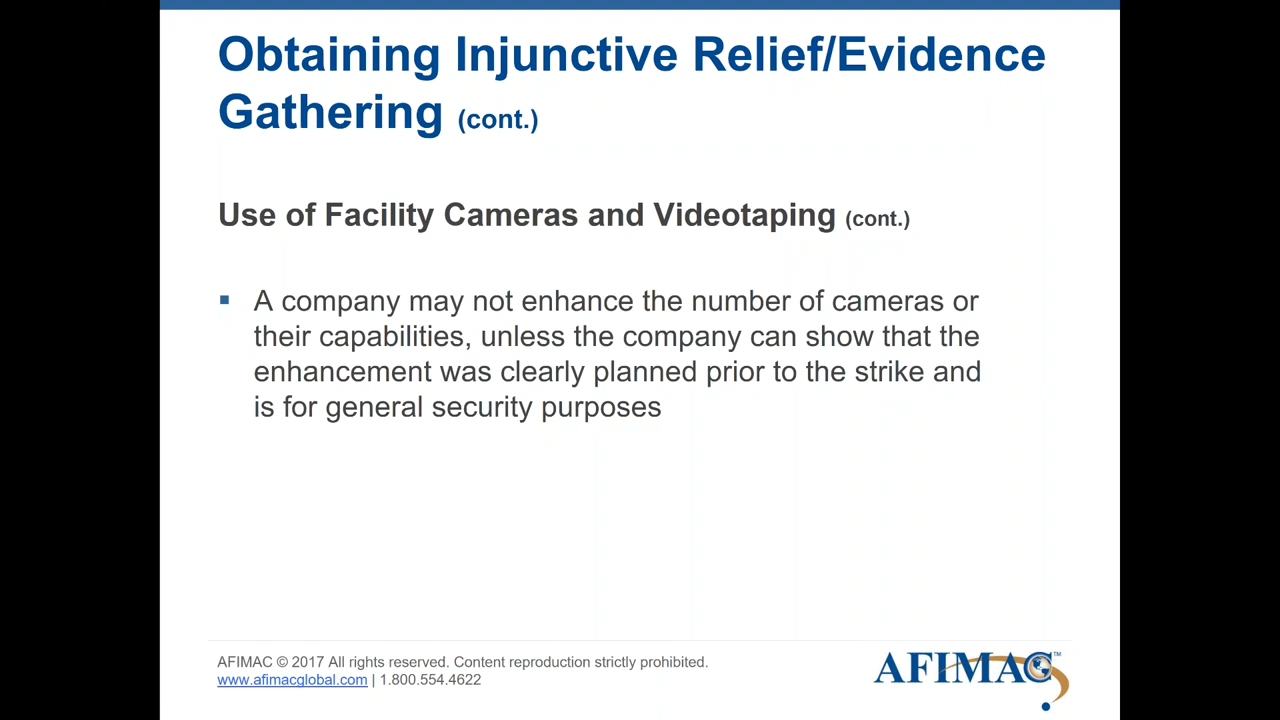 Obtaining Injunctive Relief/Evidence
Gathering (cont.)
Use of Facility Cameras and Videotaping (cont.)
▪ A company may not enhance the number of cameras or
their capabilities, unless the company can show that the
enhancement was clearly planned prior to the strike and
is for general security purposes
AFIMAC © 2017 All rights reserved. Content reproduction strictly prohibited.
www.afimacglobal.com | 1.800.554.4622
AFIMAC™